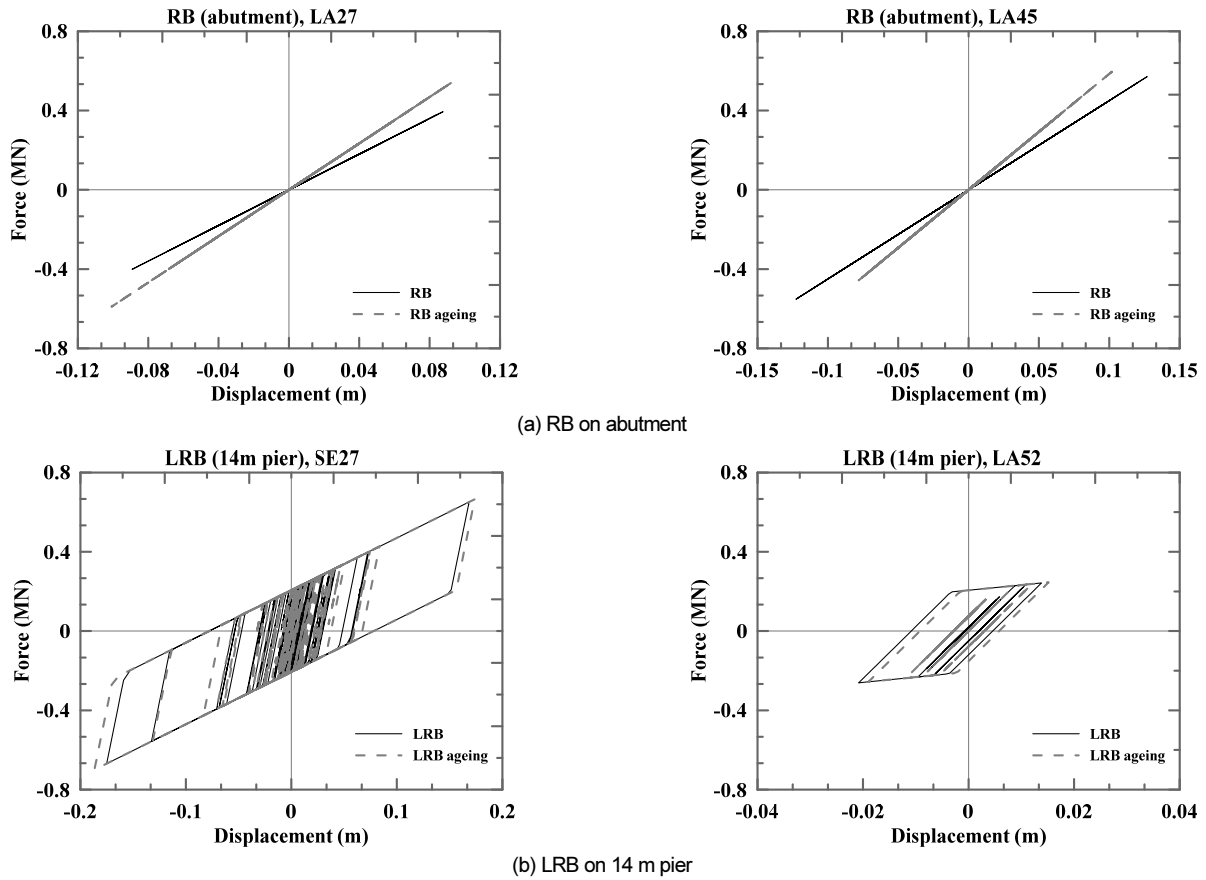 RB (abutment), LA27
0.8
0.4
0
-0.4
-0.8
Force (MN)
-0.12 -0.08 -0.04 0 0.04 0.08 0.12
Displacement (m)
RB
RB ageing
RB (abutment), LA45
0.8
0.4
0
-0.4
-0.8
Force (MN)
-0.15 -0.1 -0.05 0 0.05 0.1 0.15
Displacement (m)
RB
RB ageing
(a) RB on abutment
LRB (14m pier), SE27
0.8
0.4
0
-0.4
-0.8
Force (MN)
-0.2 -0.1 0 0.1 0.2
Displacement (m)
LRB
LRB ageing
LRB (14m pier), LA52
0.8
0.4
0
-0.4
-0.8
Force (MN)
-0.04 -0.02 0 0.02 0.04
Displacement (m)
LRB
LRB ageing
(b) LRB on 14 m pier